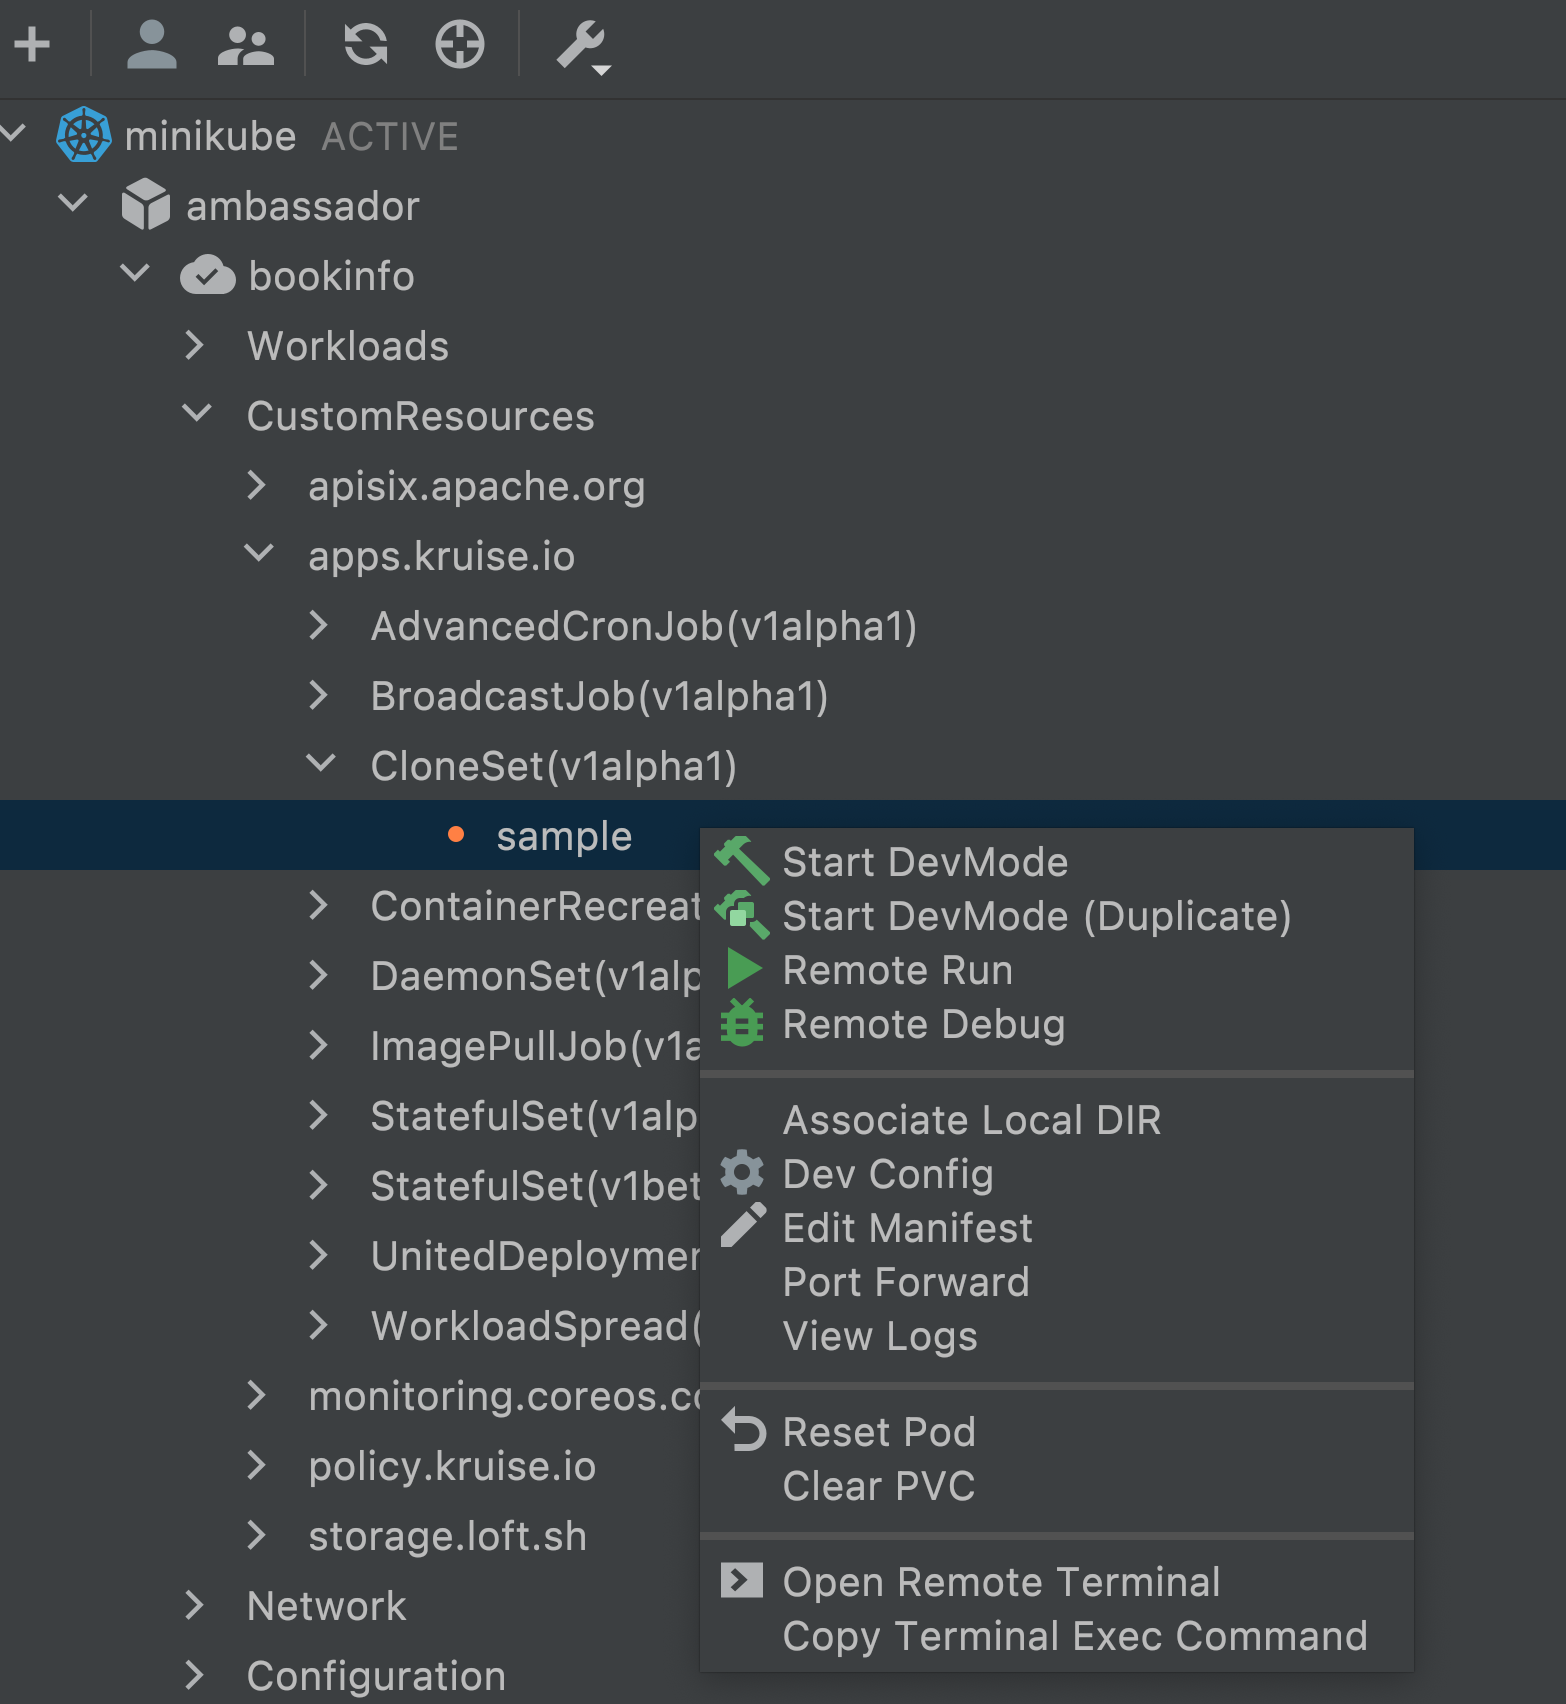 minikube ACTIVE
ambassador
bookinfo
Workloads
CustomResources
apisix.apache.org
apps.kruise.io
AdvancedCronJob(v1alpha1)
BroadcastJob(v1alpha1)
CloneSet(v1alpha1)
sample
ContainerRecreat
DaemonSet(v1alp
ImagePullJob(v1a
StatefulSet(v1alp
StatefulSet(v1bet
UnitedDeploymen
WorkloadSpread(
monitoring.coreos.co
policy.kruise.io
storage.loft.sh
Network
Configuration
Start DevMode
Start DevMode (Duplicate)
Remote Run
Remote Debug
Associate Local DIR
Dev Config
Edit Manifest
Port Forward
View Logs
Reset Pod
Clear PVC
Open Remote Terminal
Copy Terminal Exec Command